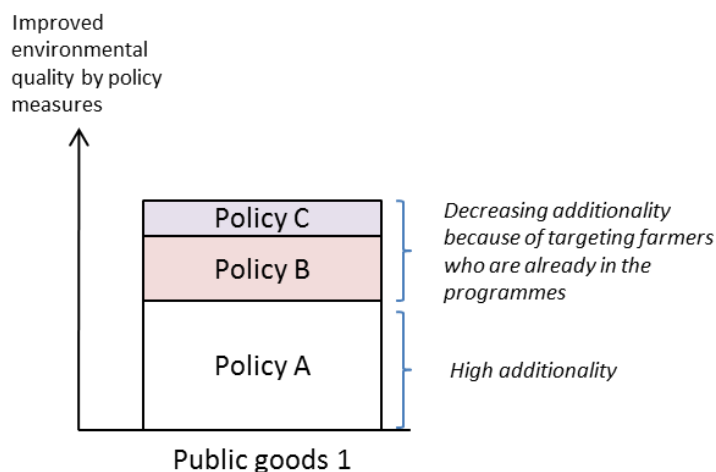 Improved
environmental
quality by policy
measures
Policy C
Policy B
Policy A
Decreasing additionality
because of targeting farmers
who are already in the
programmes
High additionality
Public goods 1